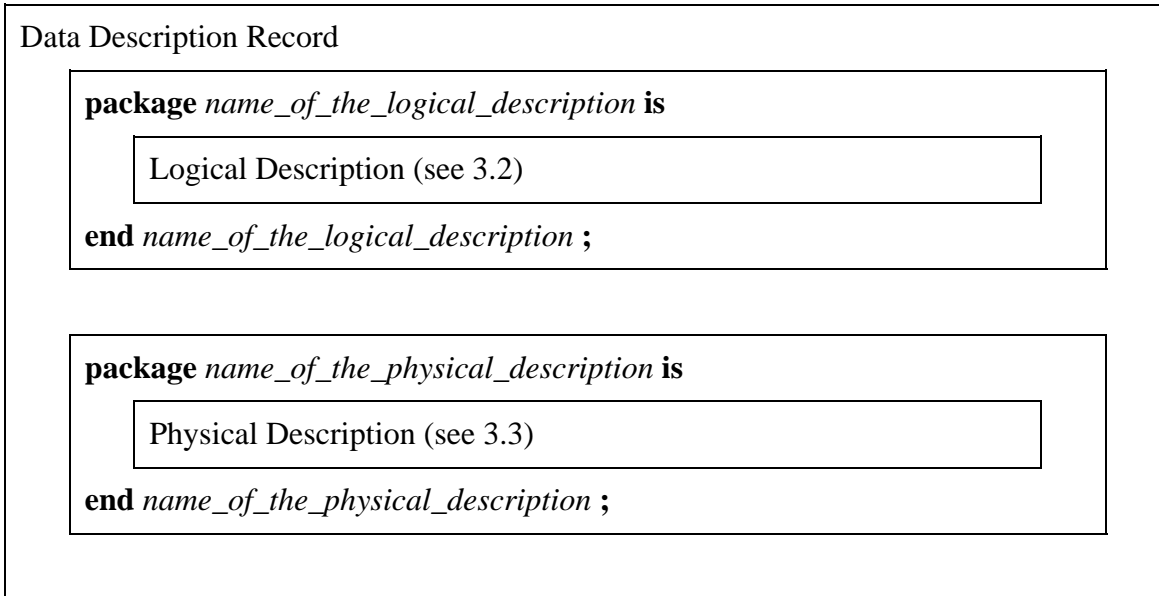 Data Description Record
package name_of_the_logical_description is
Logical Description (see 3.2)
end name_of_the_logical_description ;
package name_of_the_physical_description is
Physical Description (see 3.3)
end name_of_the_physical_description ;